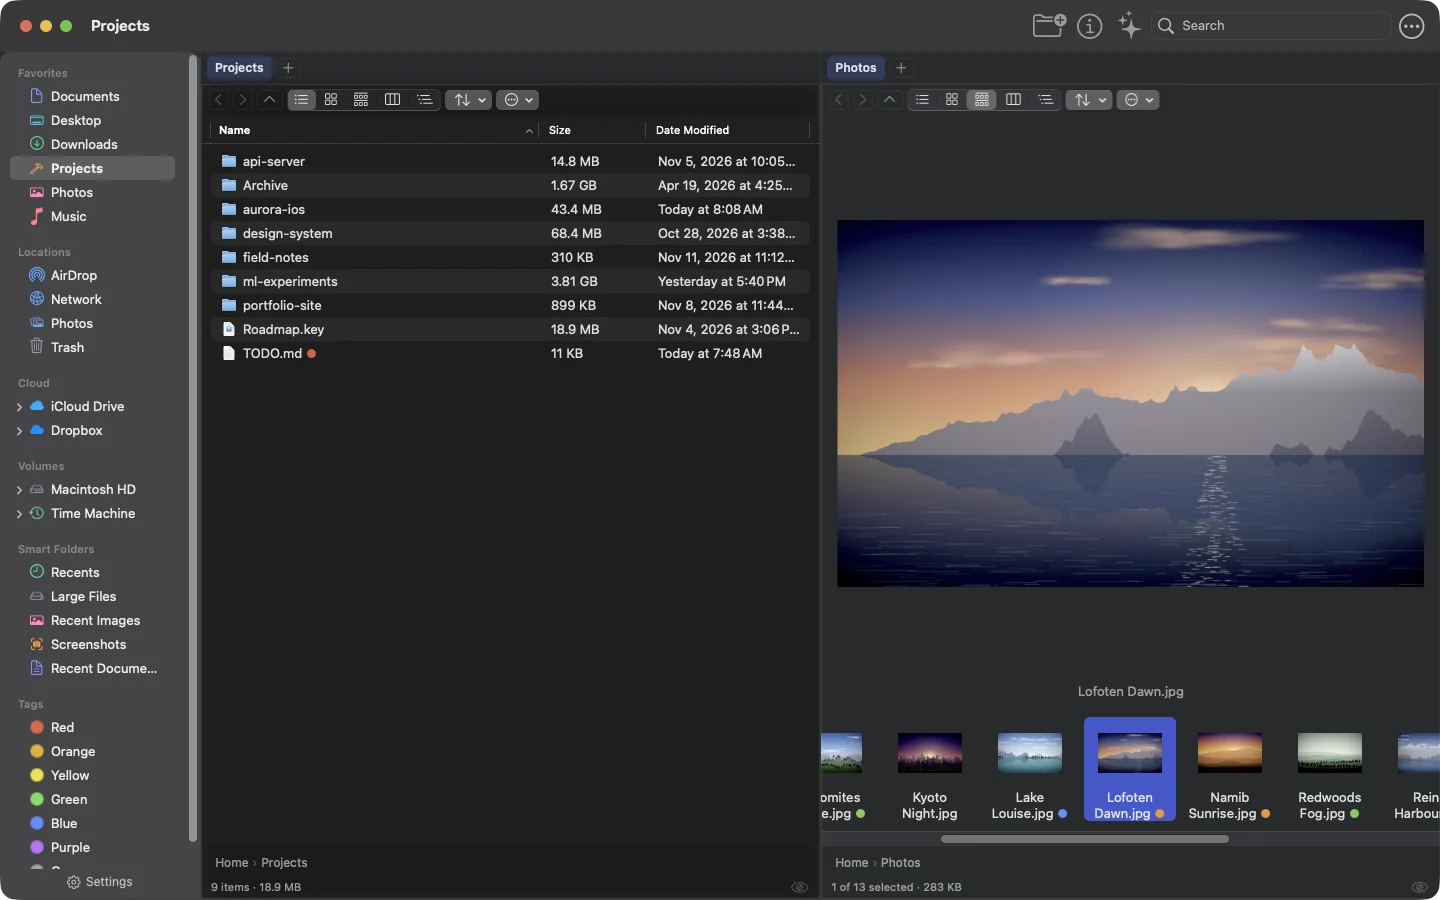 Projects
Search
Favorites
Documents
Desktop
Downloads
Projects
Photos
Music
Locations
AirDrop
Network
Photos
Trash
Cloud
iCloud Drive
Dropbox
Volumes
Macintosh HD
Time Machine
Smart Folders
Recents
Large Files
Recent Images
Screenshots
Recent Docume...
Tags
Red
Orange
Yellow
Green
Blue
Purple
Settings
Projects
Name Size Date Modified
api-server 14.8 MB Nov 5, 2026 at 10:05...
Archive 1.67 GB Apr 19, 2026 at 4:25...
aurora-ios 43.4 MB Today at 8:08 AM
design-system 68.4 MB Oct 28, 2026 at 3:38...
field-notes 310 KB Nov 11, 2026 at 11:12...
ml-experiments 3.81 GB Yesterday at 5:40 PM
portfolio-site 899 KB Nov 8, 2026 at 11:44...
Roadmap.key 18.9 MB Nov 4, 2026 at 3:06 P...
TODO.md 11 KB Today at 7:48 AM
Home › Projects
9 items · 18.9 MB
Photos
Lofoten Dawn.jpg
omites
e.jpg
Kyoto
Night.jpg
Lake
Louise.jpg
Lofoten
Dawn.jpg
Namib
Sunrise.jpg
Redwoods
Fog.jpg
Rein
Harbou
Home › Photos
1 of 13 selected · 283 KB